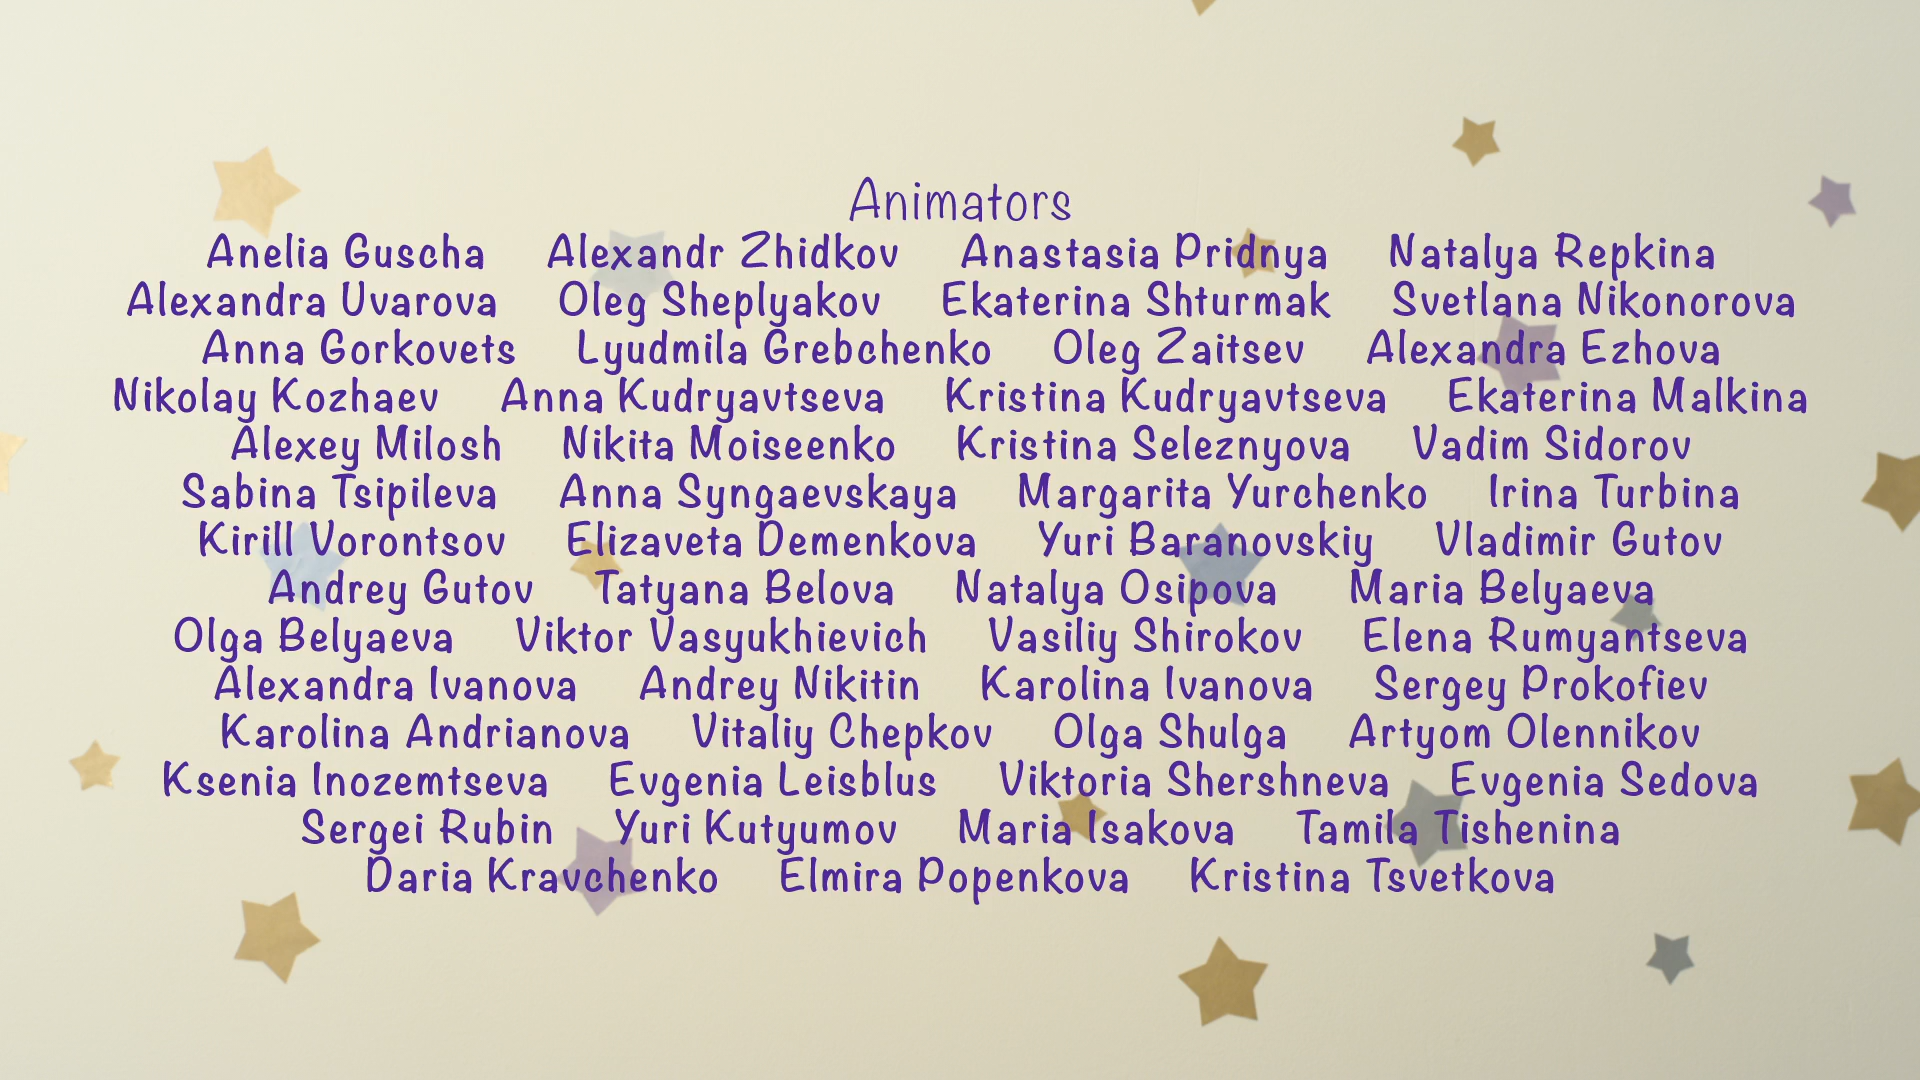 Animators
Anelia Guscha Alexandr Zhidkov Anastasia Pridnya Natalya Repkina
Alexandra Uvarova Oleg Sheplyakov Ekaterina Shturmak Svetlana Nikonorova
Anna Gorkovets Lyudmila Grebchenko Oleg Zaitsev Alexandra Ezhova
Nikolay Kozhaev Anna Kudryavtseva Kristina Kudryavtseva Ekaterina Malkina
Alexey Milosh Nikita Moiseenko Kristina Seleznyova Vadim Sidorov
Sabina Tsipileva Anna Syngaevskaya Margarita Yurchenko Irina Turbina
Kirill Vorontsov Elizaveta Demenkova Yuri Baranovskiy Vladimir Gutov
Andrey Gutov Tatyana Belova Natalya Osipova Maria Belyaeva
Olga Belyaeva Viktor Vasyukhievich Vasiliy Shirokov Elena Rumyantseva
Alexandra Ivanova Andrey Nikitin Karolina Ivanova Sergey Prokofiev
Karolina Andrianova Vitaliy Chepkov Olga Shulga Artyom Olennikov
Ksenia Inozemtseva Evgenia Leisblus Viktoria Shershneva Evgenia Sedova
Sergei Rubin Yuri Kutyumov Maria Isakova Tamila Tishenina
Daria Kravchenko Elmira Popenkova Kristina Tsvetkova